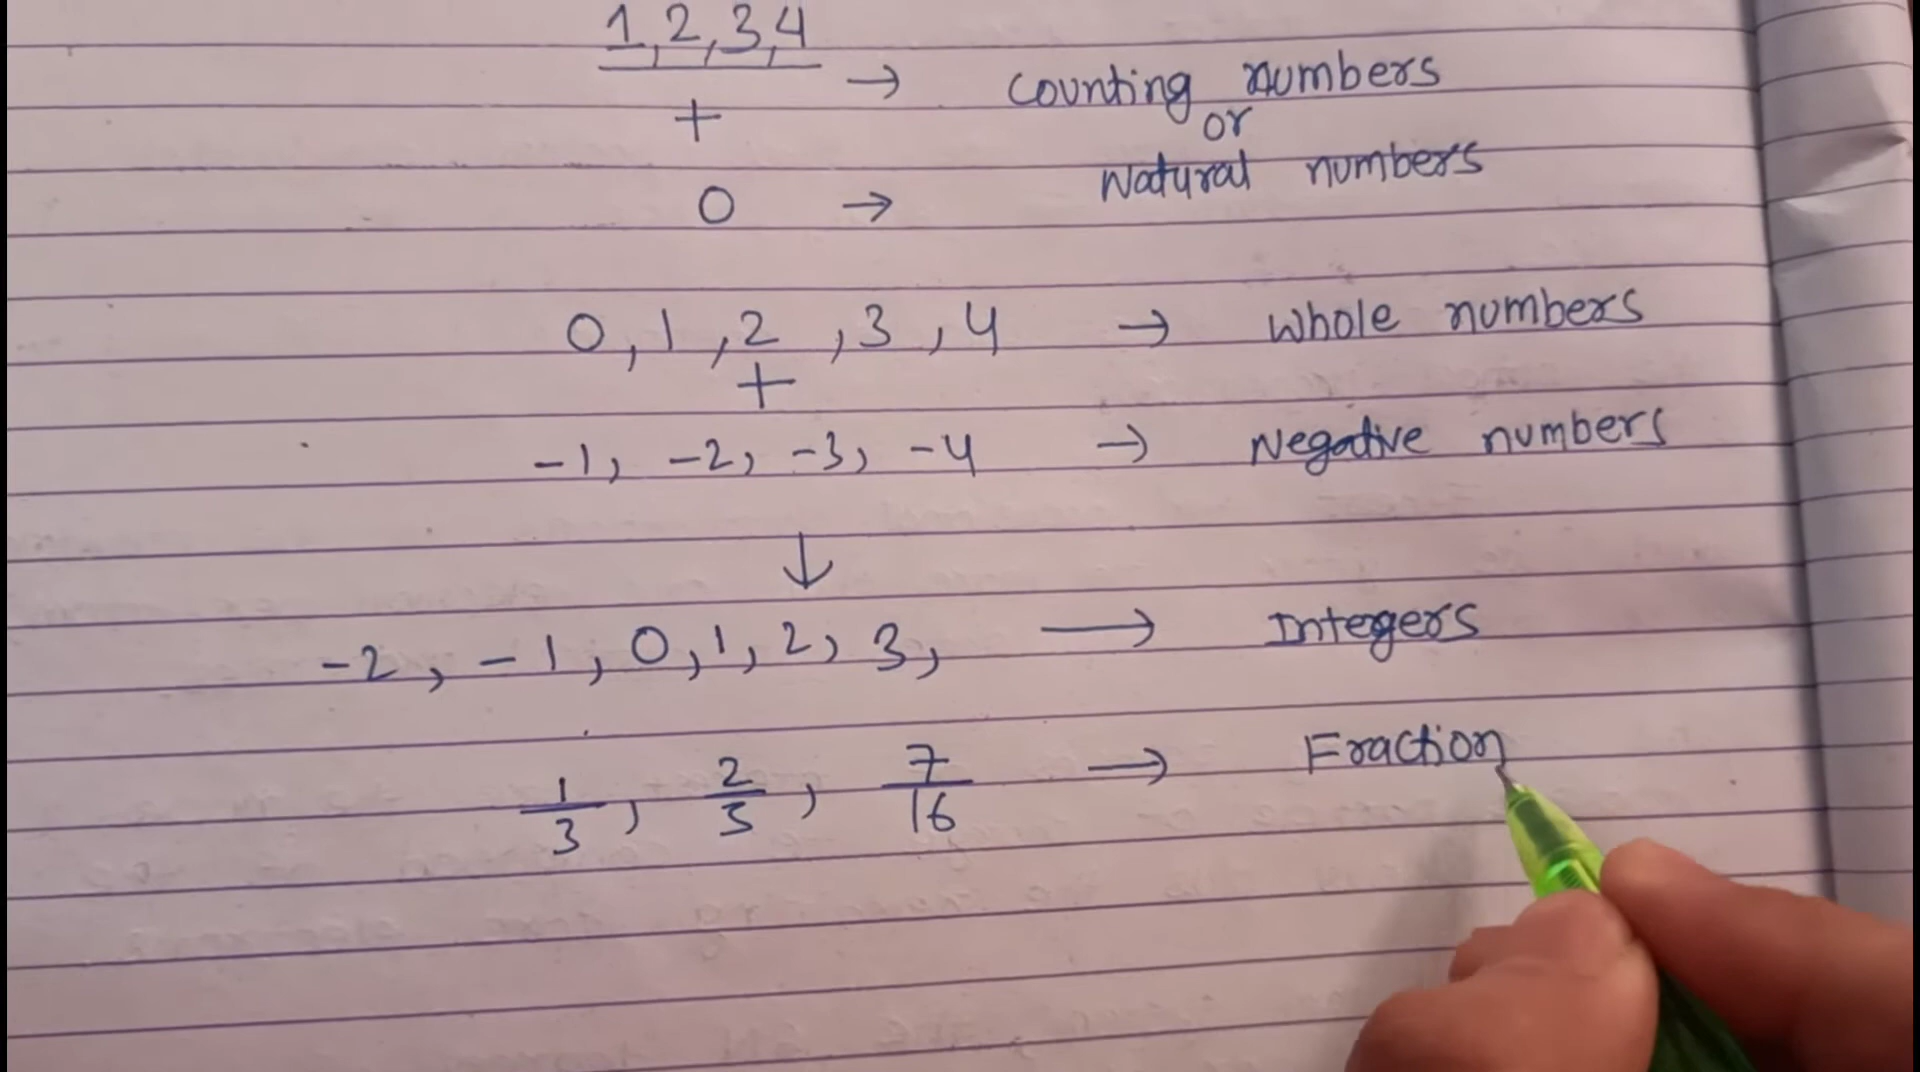 1, 2, 3, 4 → Counting numbers
+ or
Natural numbers
0 →
0, 1, 2, 3, 4 → Whole numbers
+
-1, -2, -3, -4 → Negative numbers
↓
-2, -1, 0, 1, 2, 3, → Integers
1/3, 2/5, 7/16 → Fraction